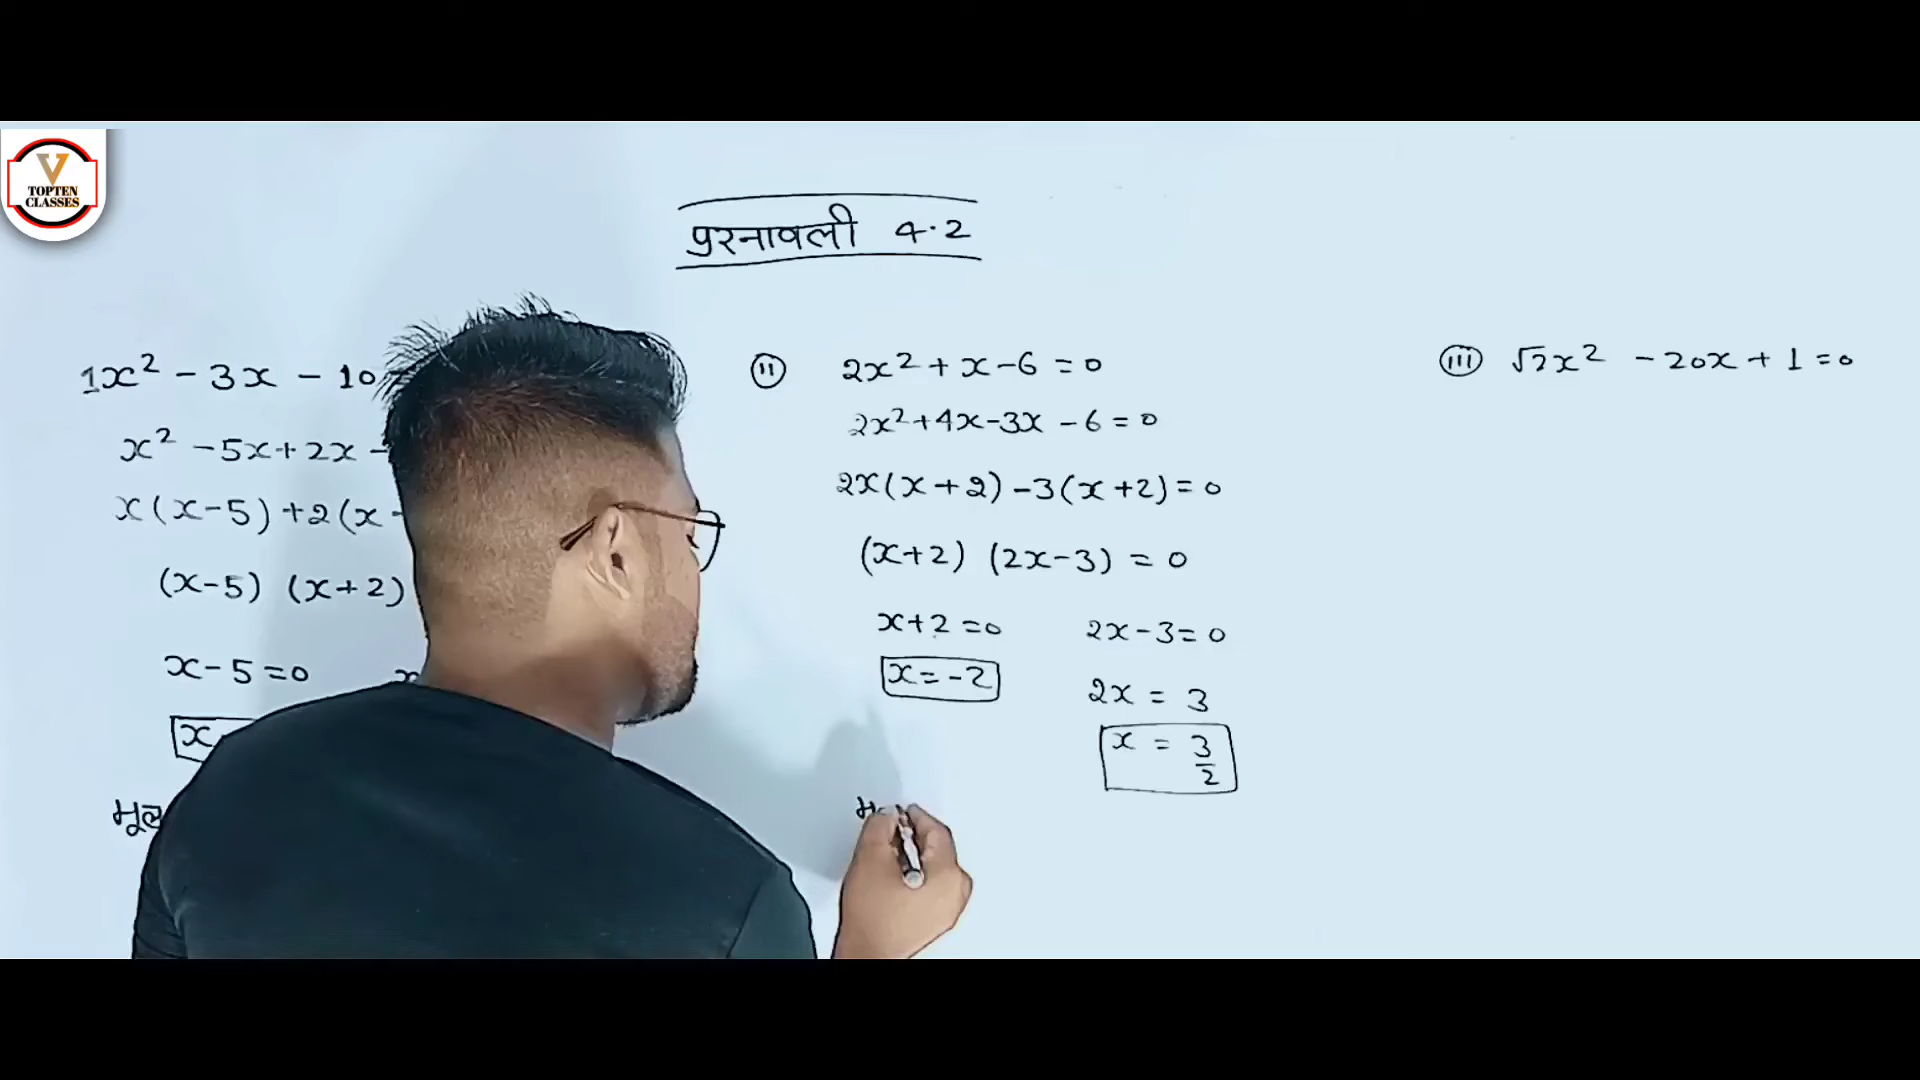 V
TOPTEN
CLASSES
प्रश्नावली 4.2
1x² - 3x - 10
x² - 5x + 2x -
x(x-5) + 2(x -
(x-5) (x+2)
x - 5 = 0
x
मूल
(ii) 2x² + x - 6 = 0
2x² + 4x - 3x - 6 = 0
2x(x+2) - 3(x+2) = 0
(x+2) (2x-3) = 0
x+2 = 0 2x-3 = 0
x = -2 2x = 3
x = 3/2
(iii) √2x² - 20x + 1 = 0